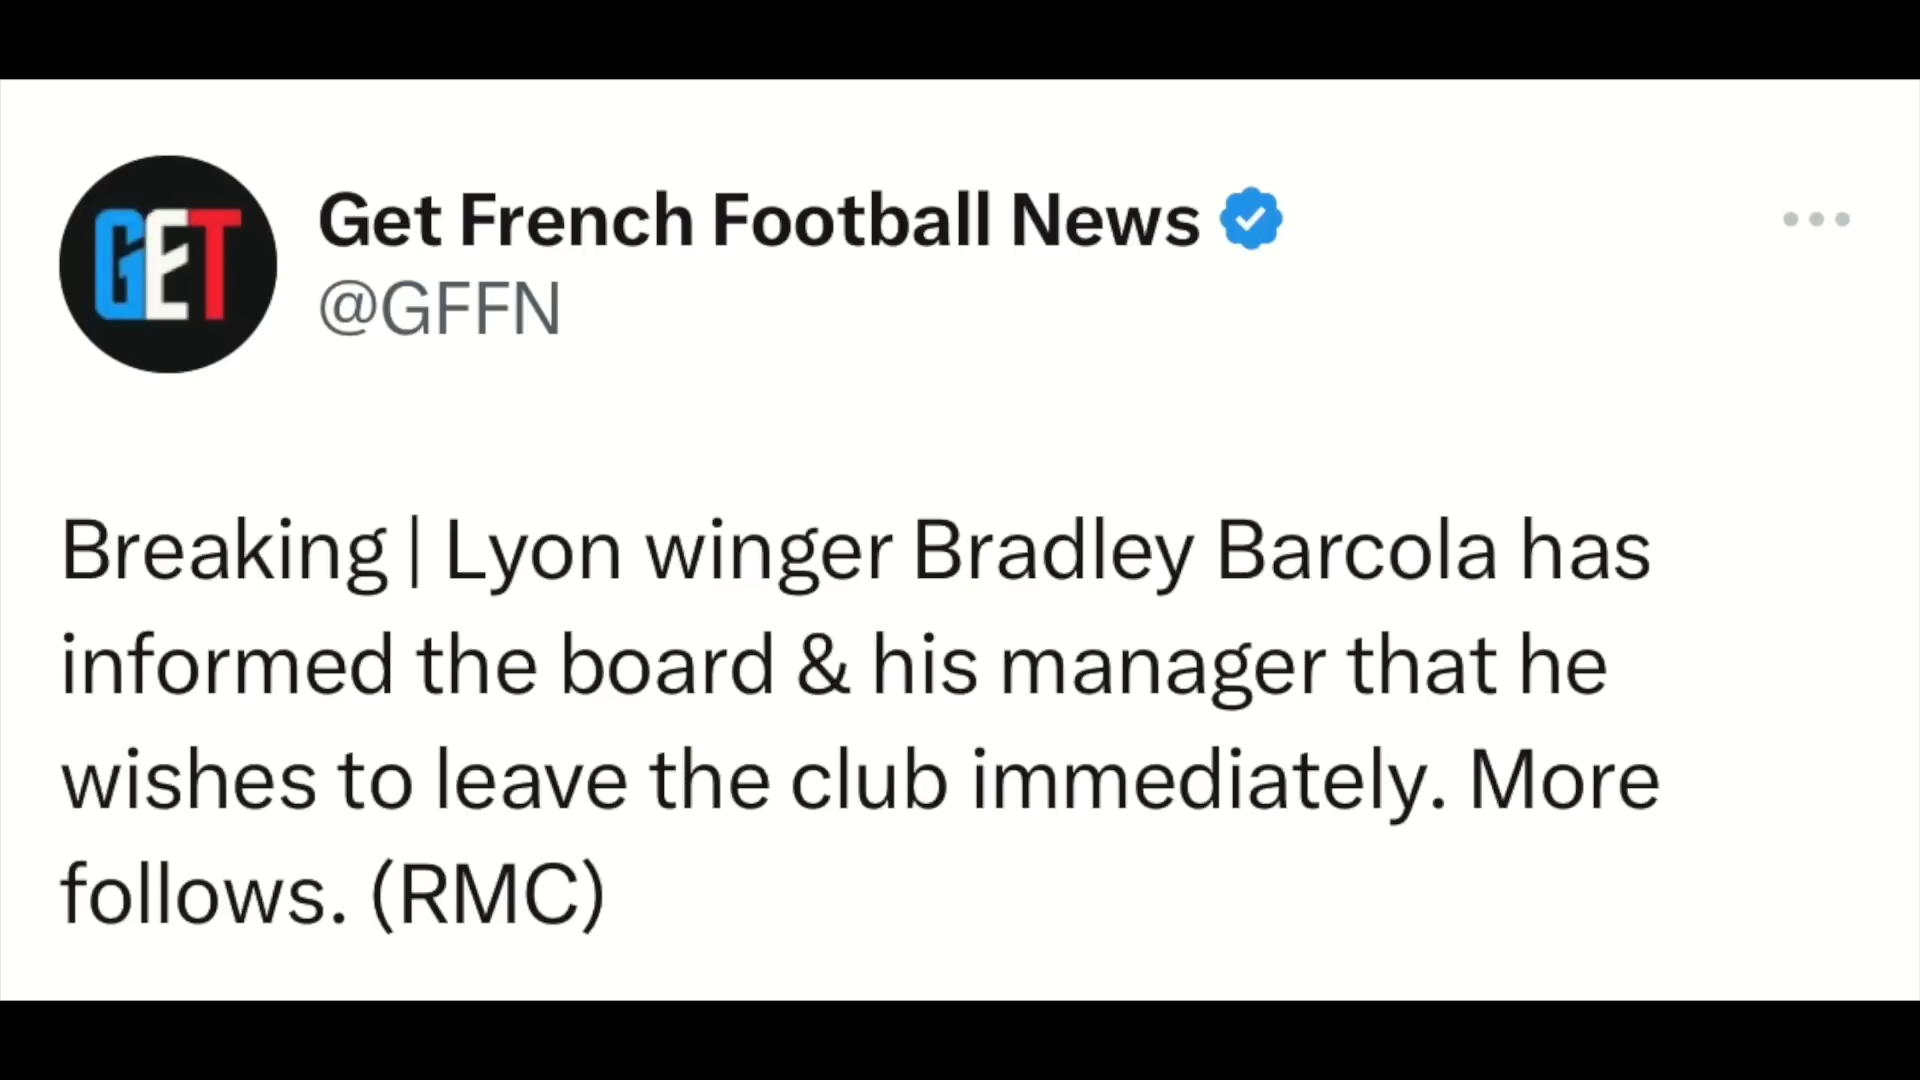 GET
Get French Football News
@GFFN
Breaking | Lyon winger Bradley Barcola has
informed the board & his manager that he
wishes to leave the club immediately. More
follows. (RMC)